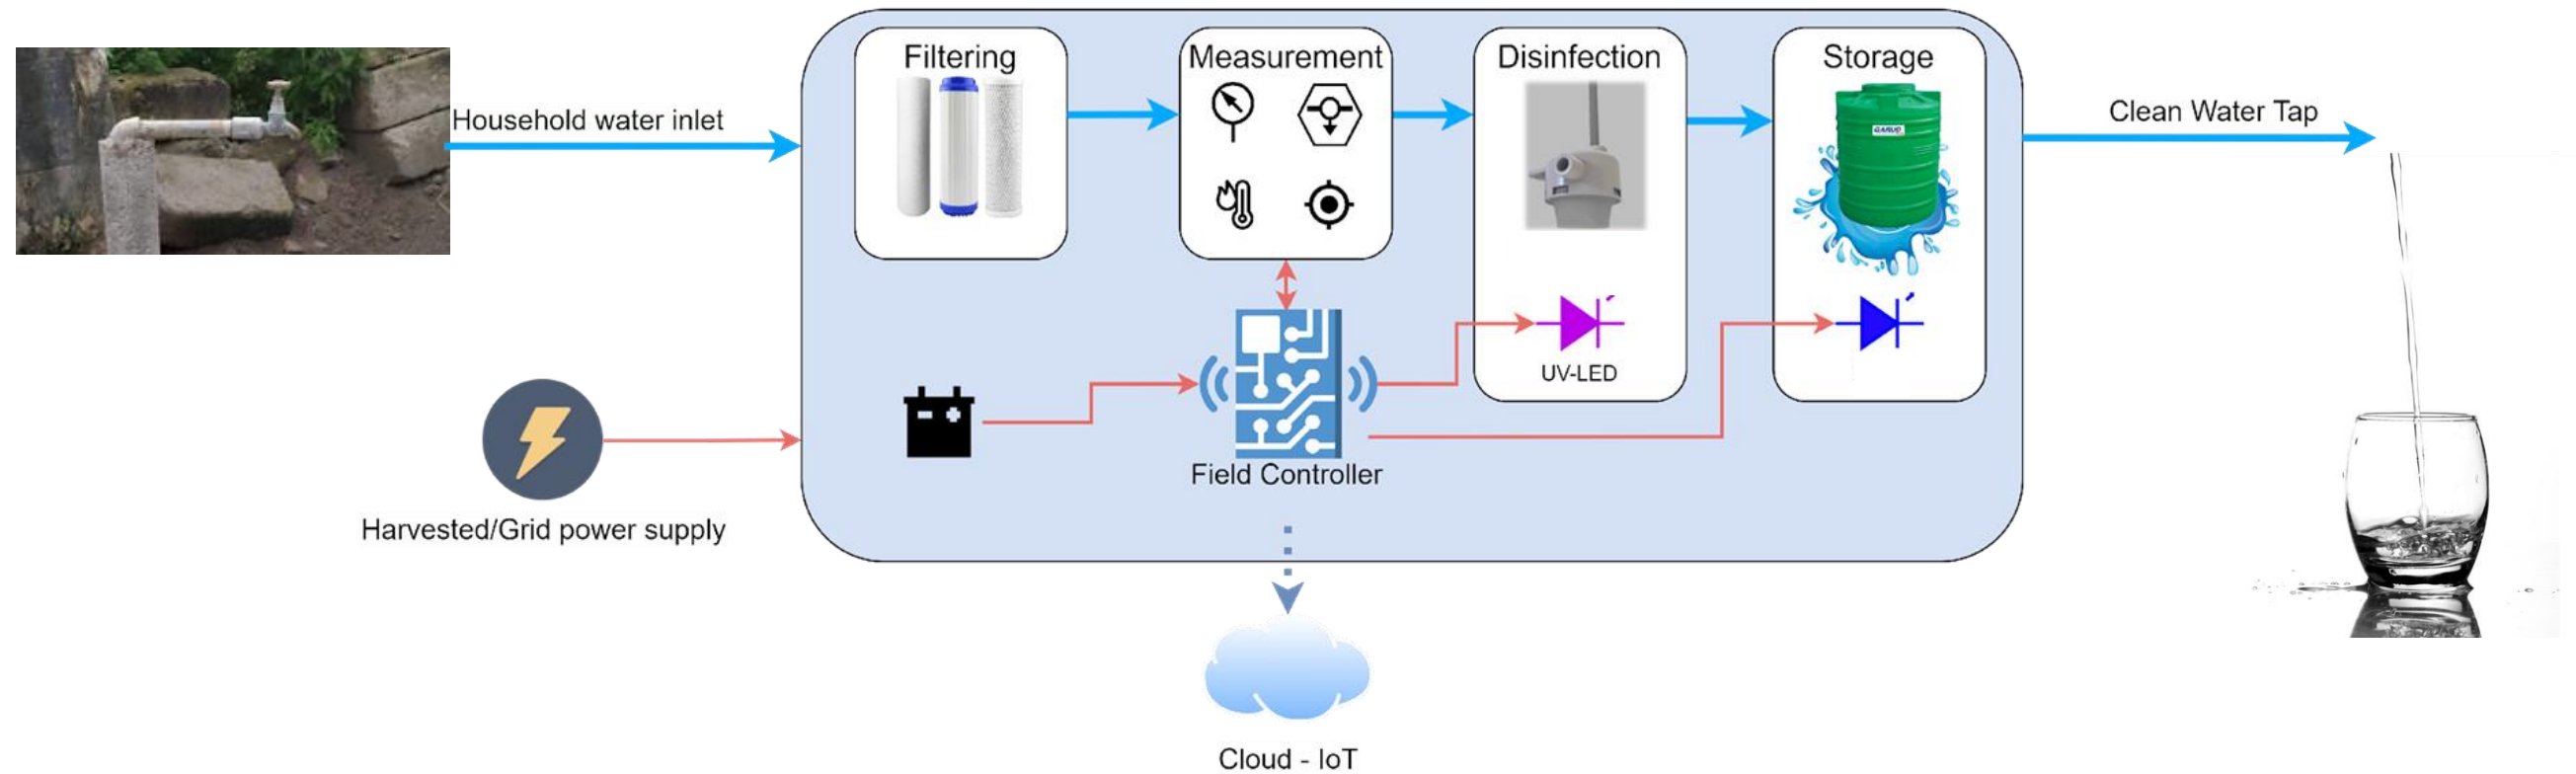 Filtering
Measurement
Disinfection
Storage
Household water inlet
Clean Water Tap
GARUD
UV-LED
Field Controller
Harvested/Grid power supply
Cloud - IoT